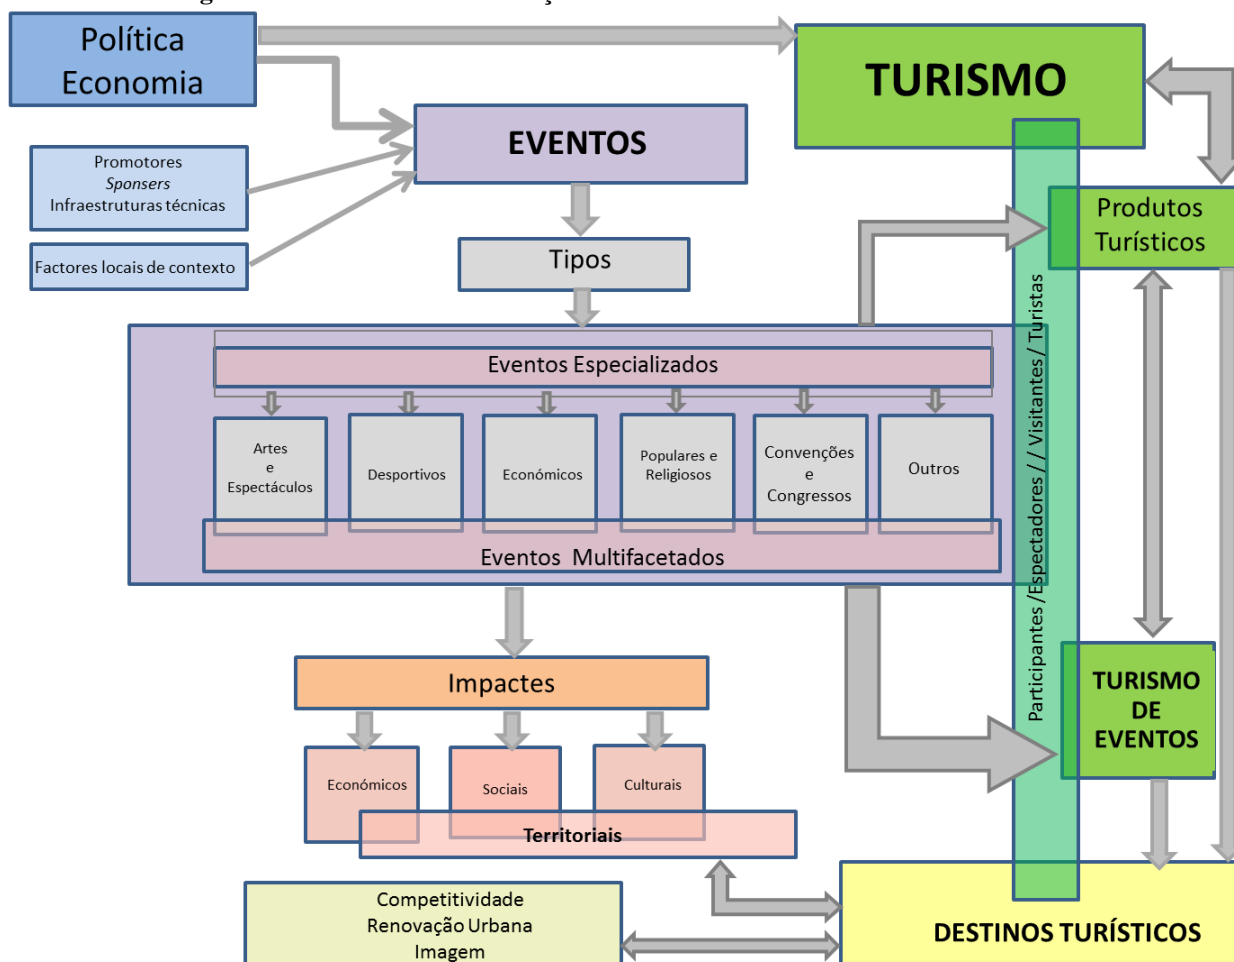 Política
Economia
TURISMO
EVENTOS
Promotores
Sponsers
Infraestruturas técnicas
Produtos
Turísticos
Factores locais de contexto
Tipos
Eventos Especializados
Artes
e
Espectáculos
Desportivos
Económicos
Populares e
Religiosos
Convenções
e
Congressos
Outros
Eventos Multifacetados
Participantes /Espectadores / / Visitantes / Turistas
Impactes
TURISMO
DE
EVENTOS
Económicos
Sociais
Culturais
Territoriais
Competitividade
Renovação Urbana
Imagem
DESTINOS TURÍSTICOS